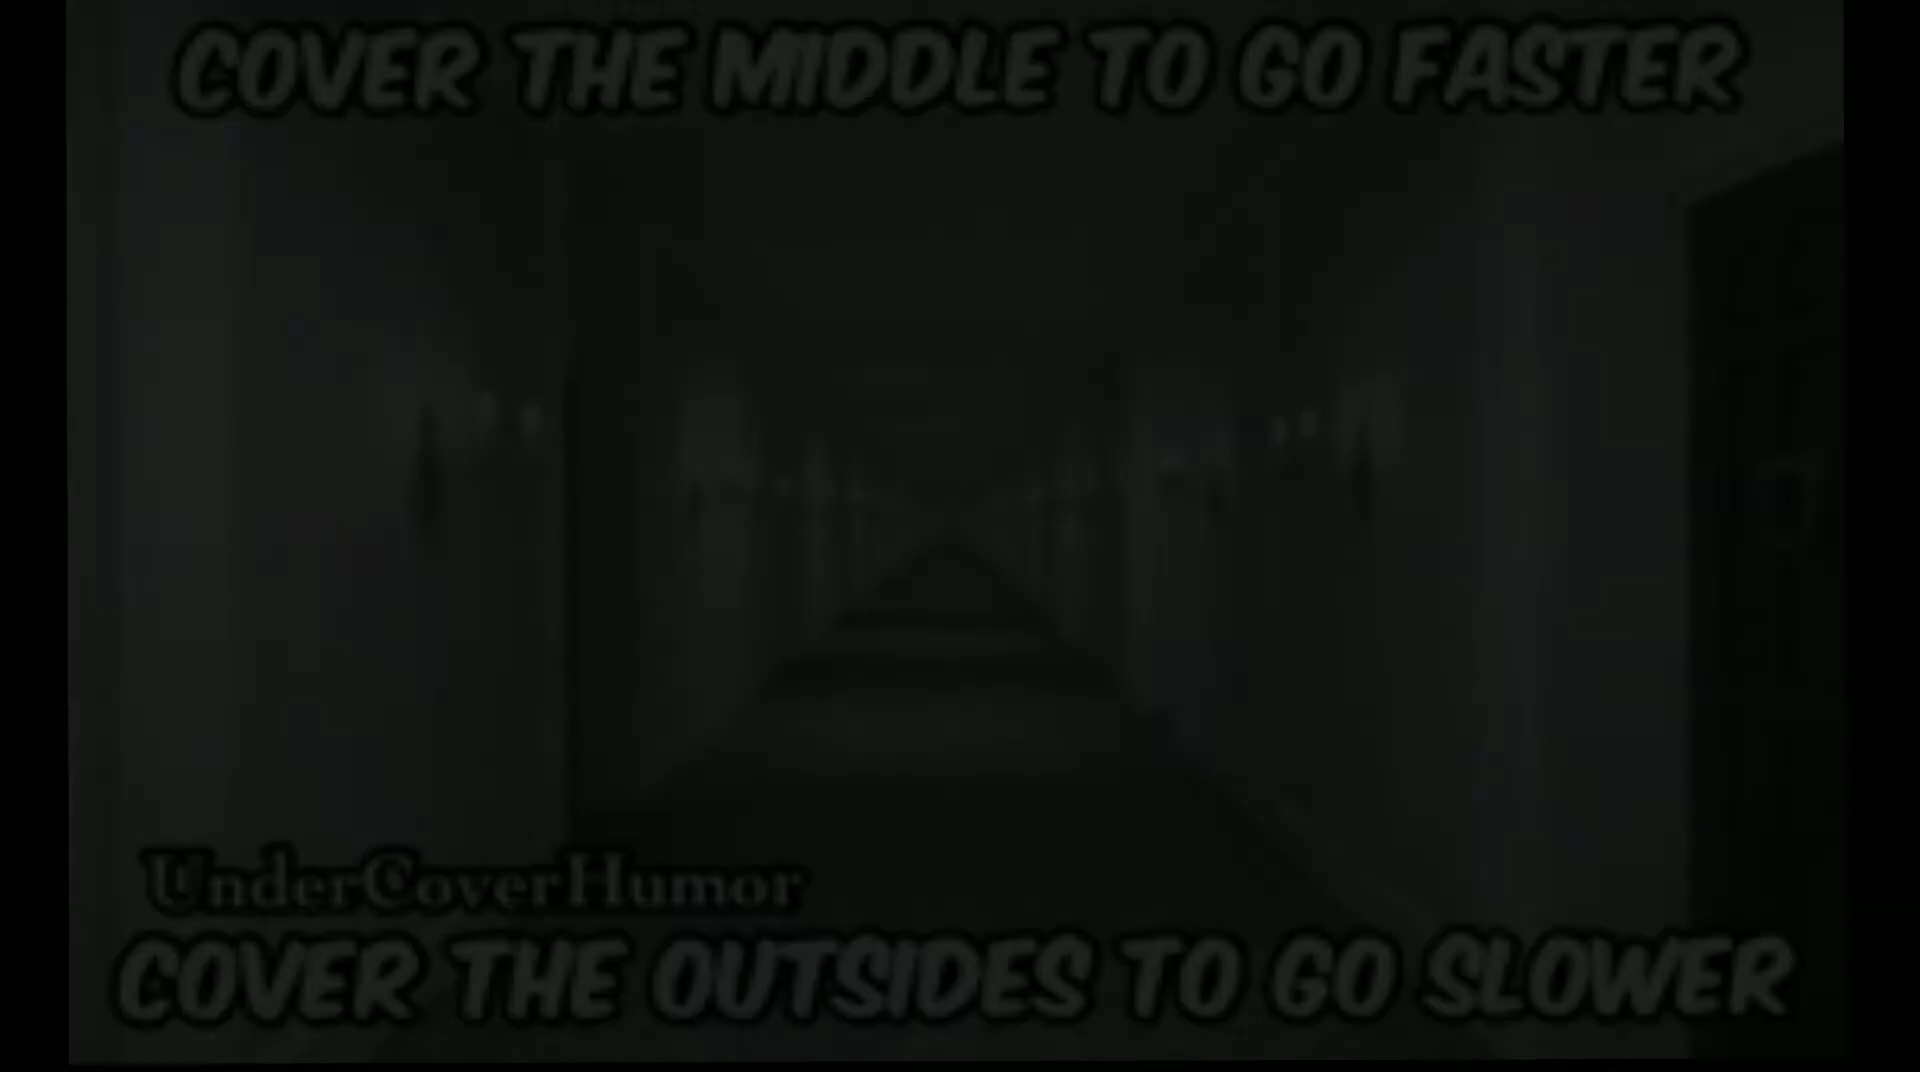 COVER THE MIDDLE TO GO FASTER
UnderCoverHumor
COVER THE OUTSIDES TO GO SLOWER